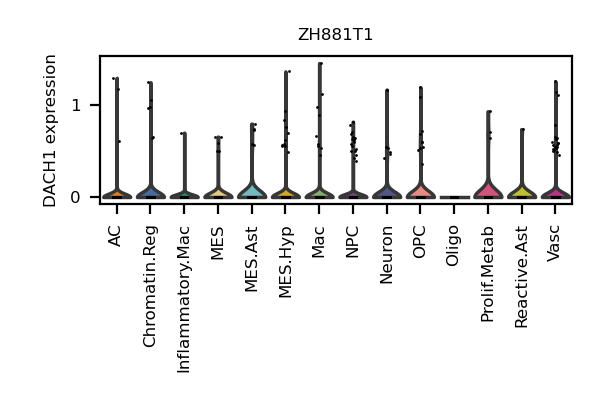 ZH881T1
DACH1 expression
1
0
AC
Chromatin.Reg
Inflammatory.Mac
MES
MES.Ast
MES.Hyp
Mac
NPC
Neuron
OPC
Oligo
Prolif.Metab
Reactive.Ast
Vasc